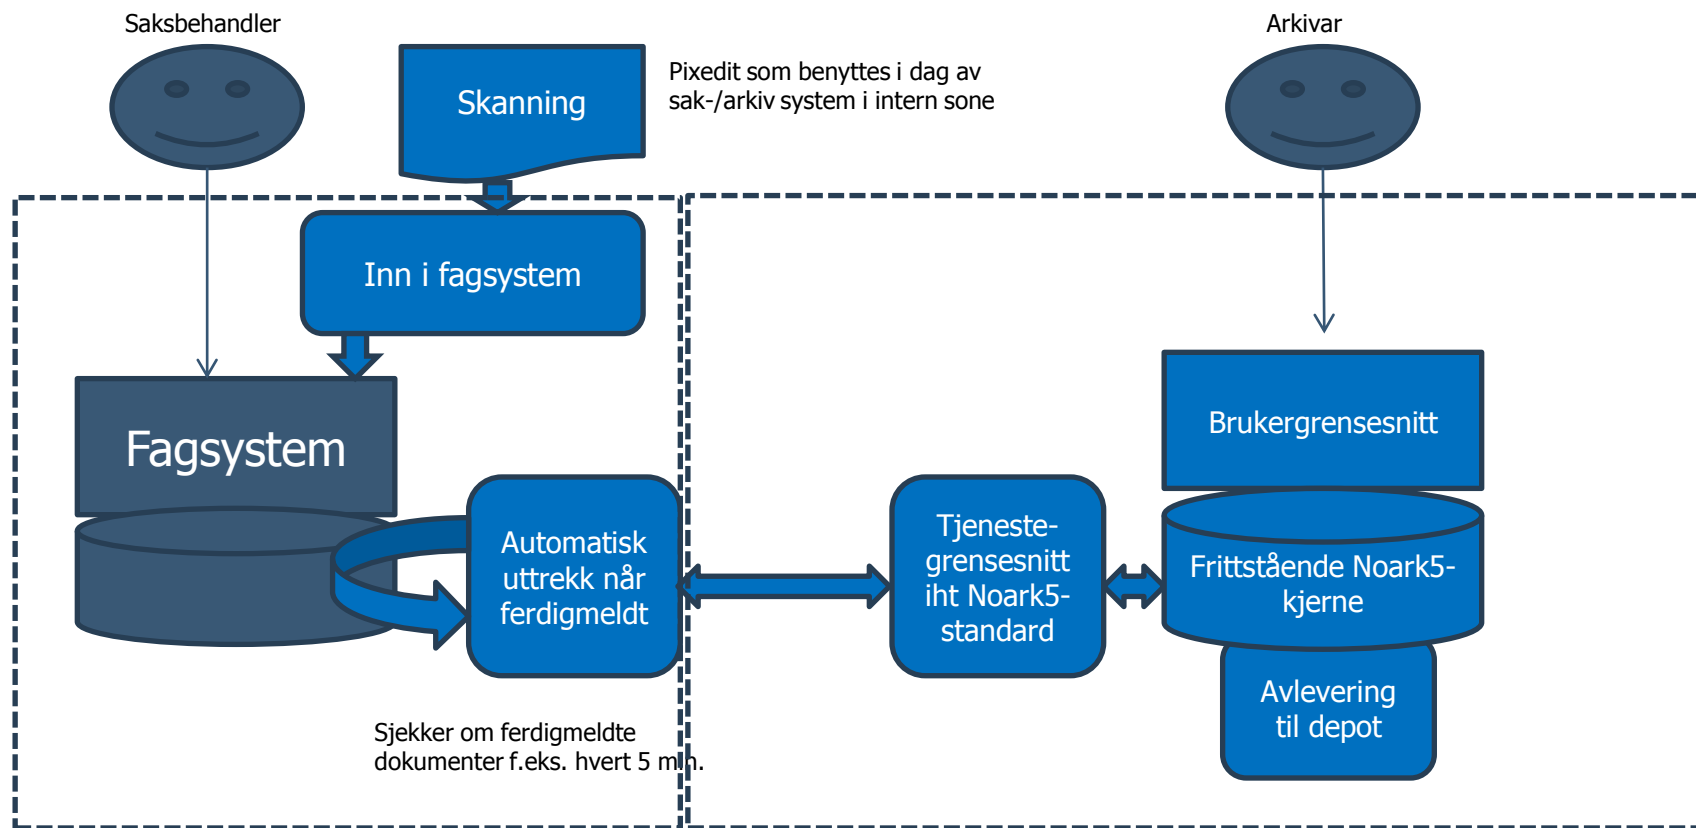 Saksbehandler
Skanning
Pixedit som benyttes i dag av
sak-/arkiv system i intern sone
Arkivar
Inn i fagsystem
Fagsystem
Automatisk
uttrekk når
ferdigmeldt
Sjekker om ferdigmeldte
dokumenter f.eks. hvert 5 min.
Tjeneste-
grensesnitt
iht Noark5-
standard
Brukergrensesnitt
Frittstående Noark5-
kjerne
Avlevering
til depot